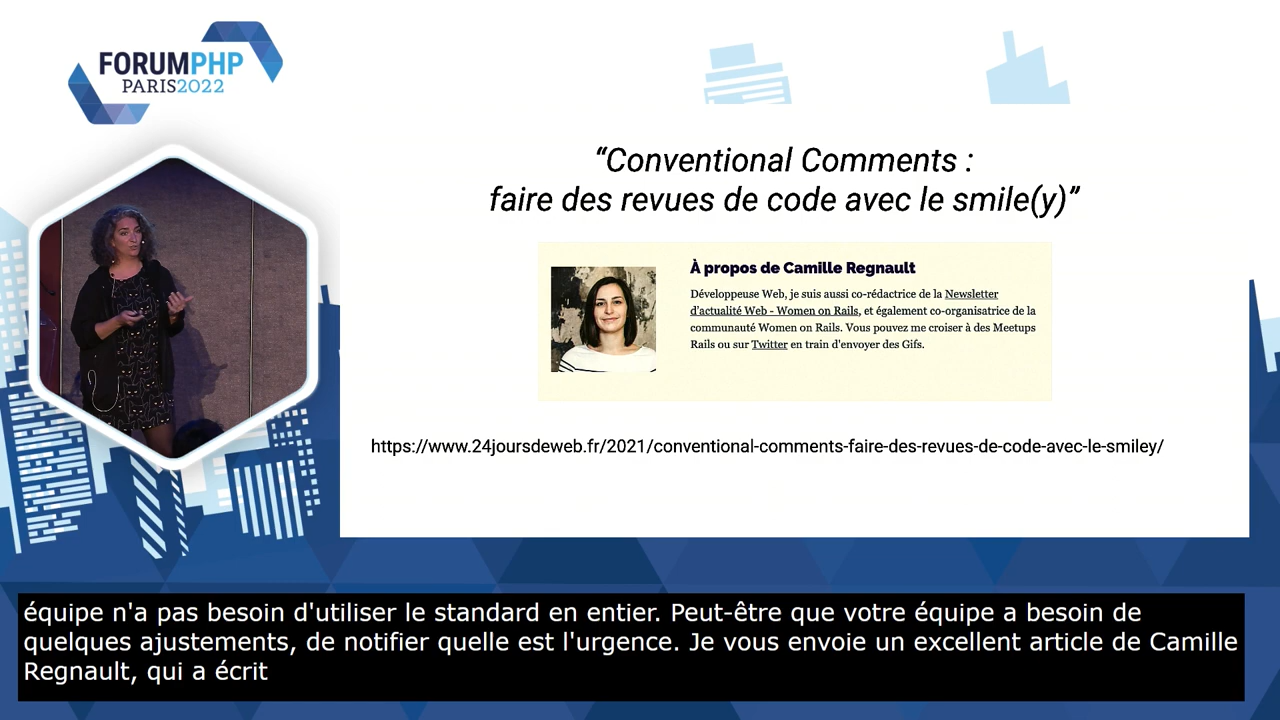 FORUMPHP
PARIS2022
“Conventional Comments :
faire des revues de code avec le smile(y)”
À propos de Camille Regnault
Développeuse Web, je suis aussi co-rédactrice de la Newsletter
d'actualité Web - Women on Rails, et également co-organisatrice de la
communauté Women on Rails. Vous pouvez me croiser à des Meetups
Rails ou sur Twitter en train d'envoyer des Gifs.
https://www.24joursdeweb.fr/2021/conventional-comments-faire-des-revues-de-code-avec-le-smiley/
équipe n'a pas besoin d'utiliser le standard en entier. Peut-être que votre équipe a besoin de
quelques ajustements, de notifier quelle est l'urgence. Je vous envoie un excellent article de Camille
Regnault, qui a écrit